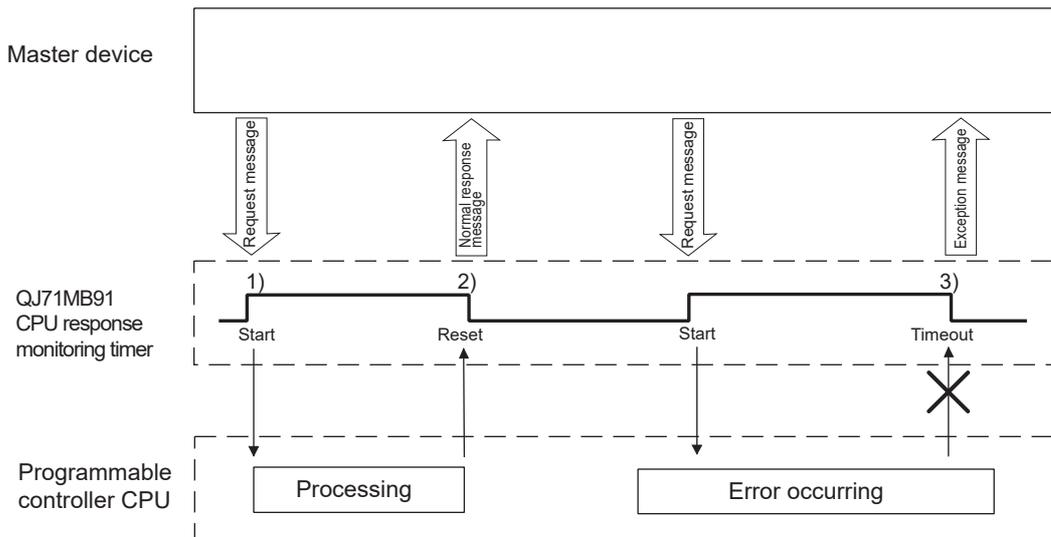 Master device
Request message
Normal response
message
Request message
Exception message
QJ71MB91
CPU response
monitoring timer
1)
2)
3)
Start
Reset
Start
Timeout
Programmable
controller CPU
Processing
Error occurring